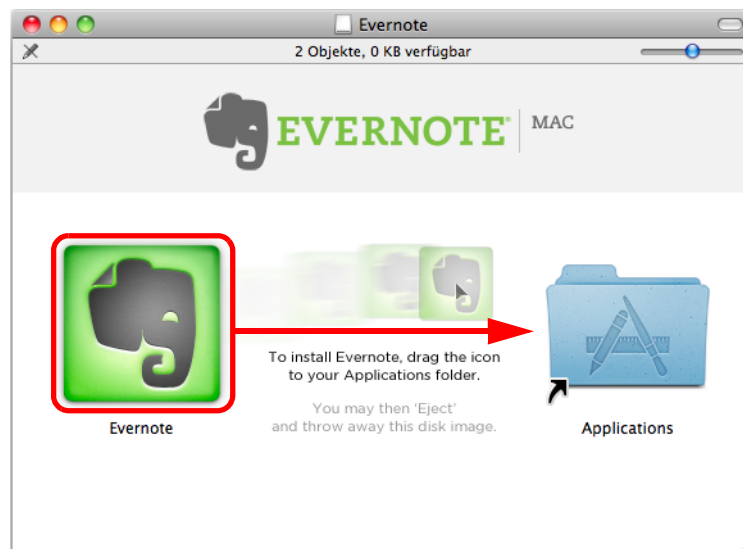 Evernote
2 Objekte, 0 KB verfügbar
EVERNOTE® MAC
To install Evernote, drag the icon
to your Applications folder.
You may then ‘Eject’
and throw away this disk image.
Evernote
Applications